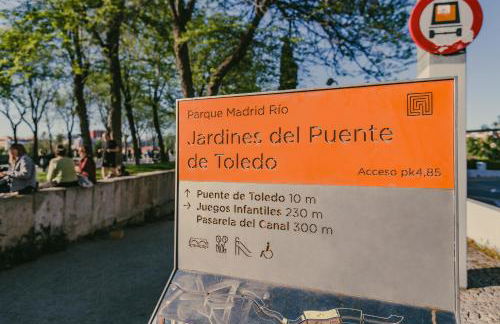 Parque Madrid Río
Jardines del Puente
de Toledo
Acceso pk4,85
↑ Puente de Toledo 10 m
→ Juegos Infantiles 230 m
Pasarela del Canal 300 m